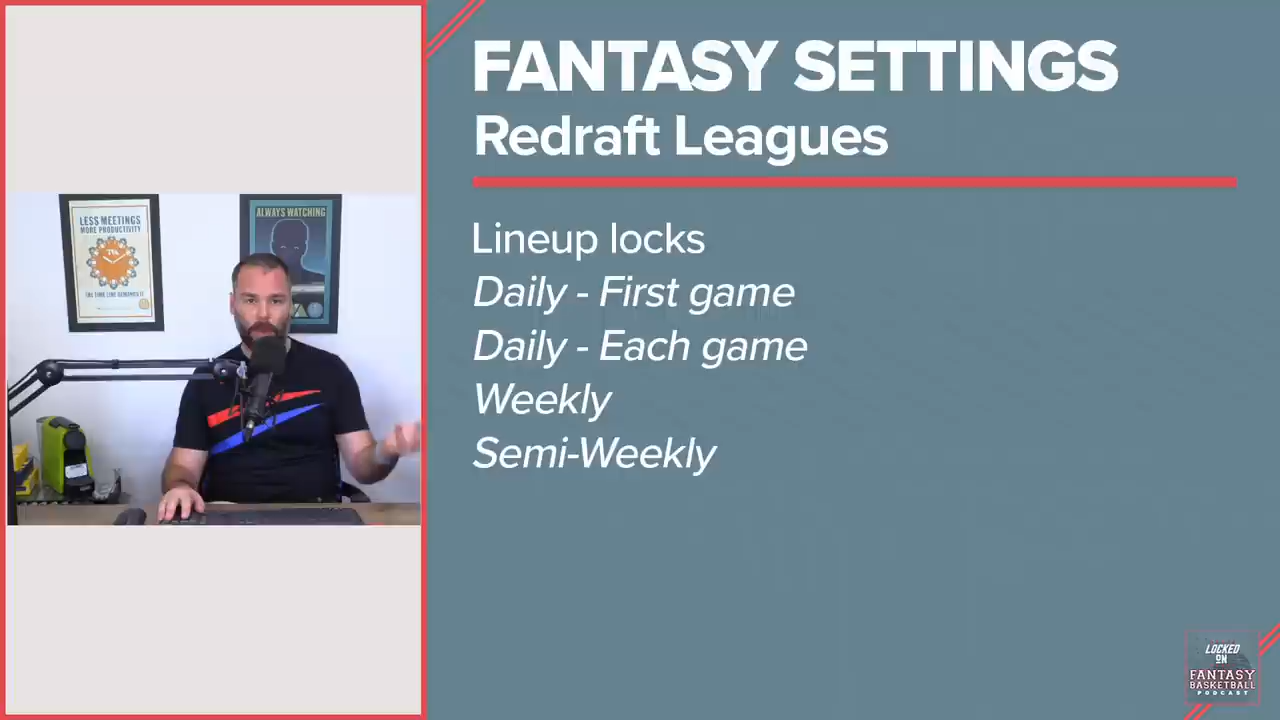 FANTASY SETTINGS
Redraft Leagues
Lineup locks
Daily - First game
Daily - Each game
Weekly
Semi-Weekly
LESS MEETINGS
MORE PRODUCTIVITY
ALWAYS WATCHING
LOCKED
ON
FANTASY
BASKETBALL
PODCAST